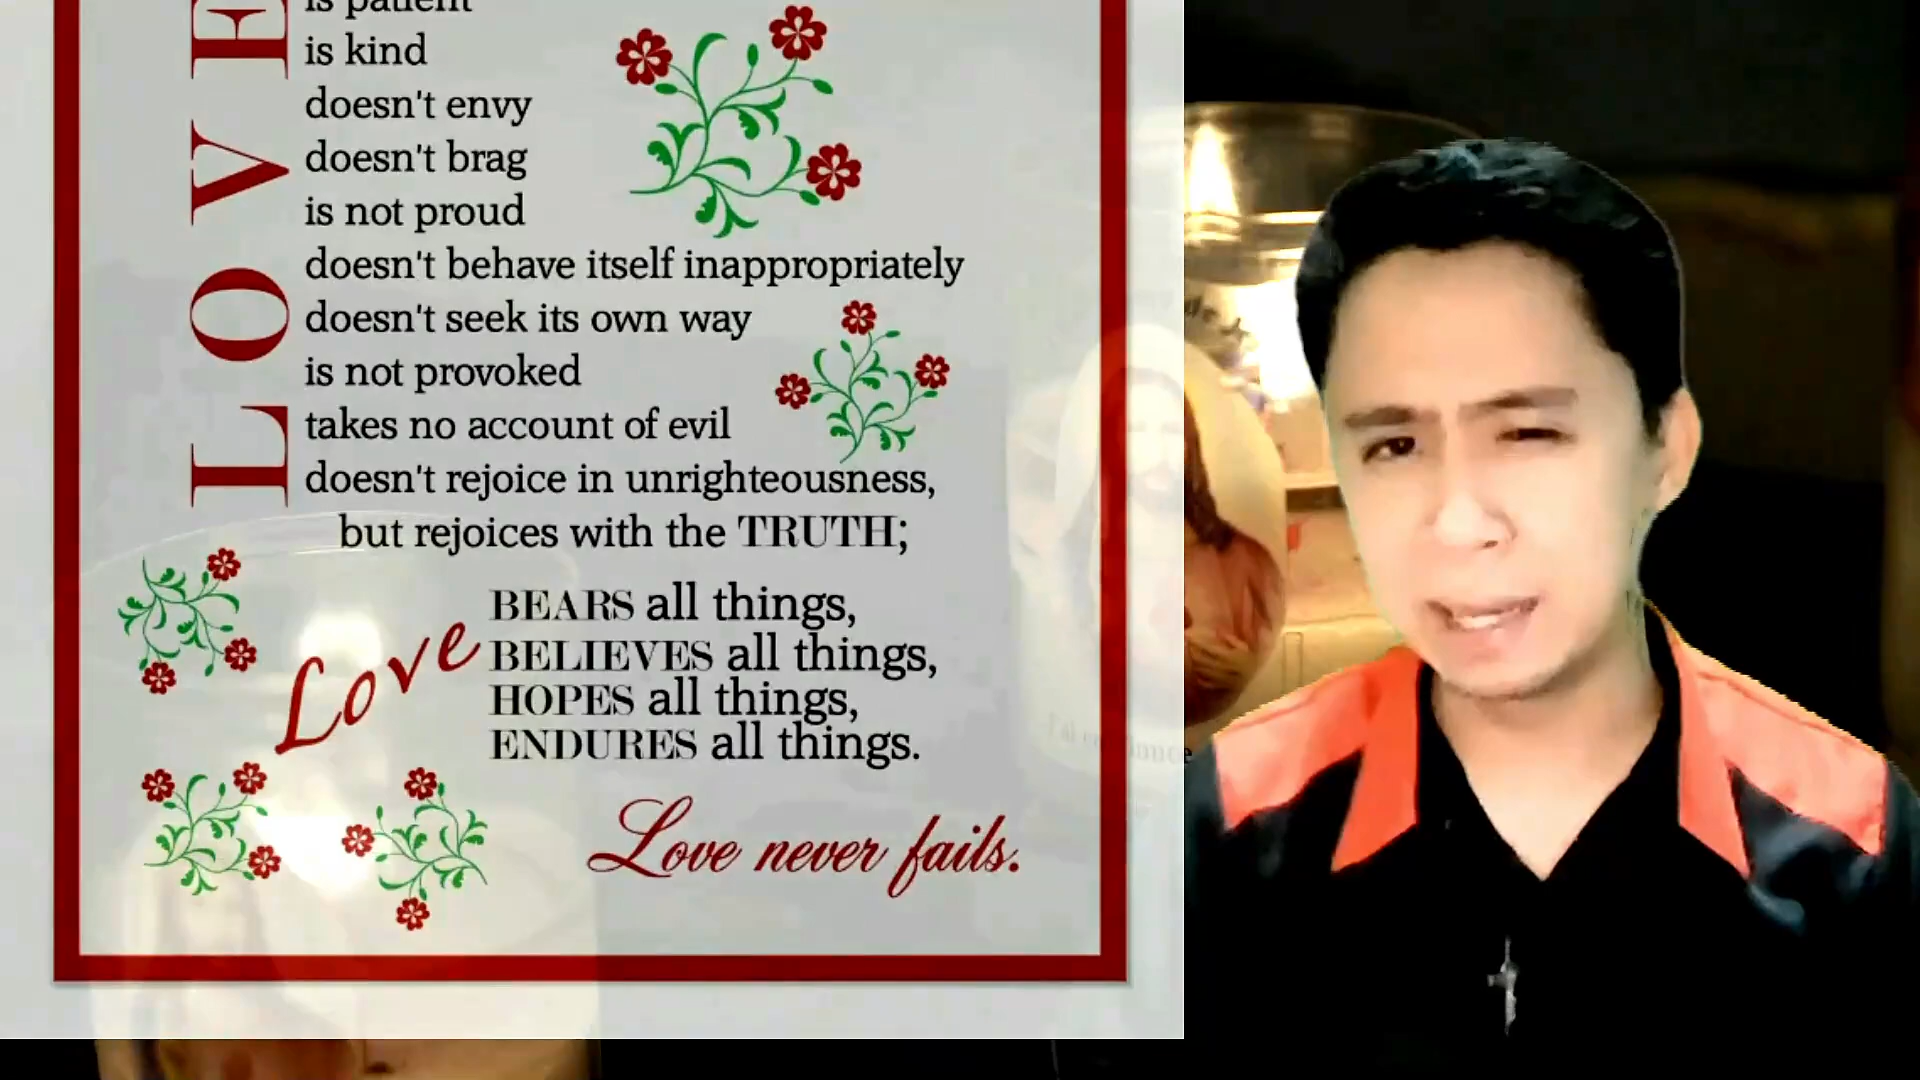 LOVE
is patient
is kind
doesn't envy
doesn't brag
is not proud
doesn't behave itself inappropriately
doesn't seek its own way
is not provoked
takes no account of evil
doesn't rejoice in unrighteousness,
but rejoices with the TRUTH;
Love
BEARS all things,
BELIEVES all things,
HOPES all things,
ENDURES all things.
Love never fails.